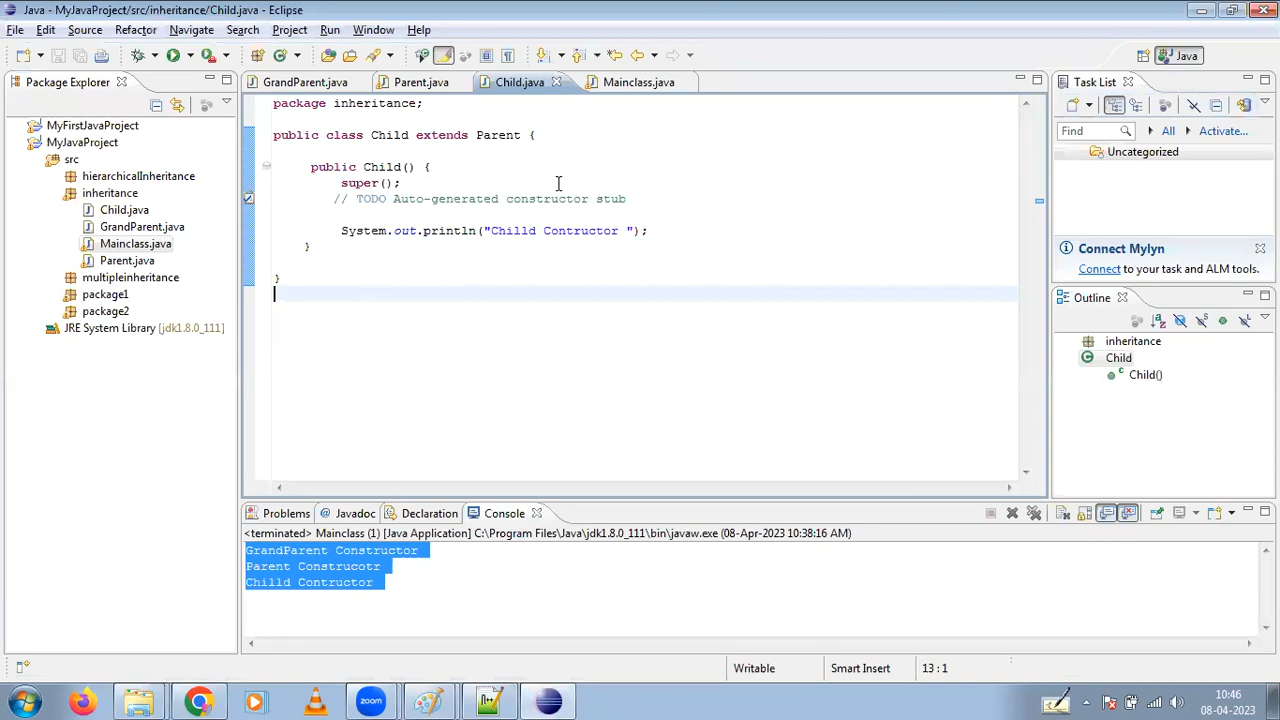 Java - MyJavaProject/src/inheritance/Child.java - Eclipse
File Edit Source Refactor Navigate Search Project Run Window Help
Java
Package Explorer
GrandParent.java Parent.java Child.java Mainclass.java
Task List
MyFirstJavaProject
MyJavaProject
src
hierarchicalInheritance
inheritance
Child.java
GrandParent.java
Mainclass.java
Parent.java
multipleinheritance
package1
package2
JRE System Library [jdk1.8.0_111]
package inheritance;
public class Child extends Parent {
public Child() {
super();
// TODO Auto-generated constructor stub
System.out.println("Chilld Contructor ");
}
}
Find All Activate...
Uncategorized
Connect Mylyn
Connect to your task and ALM tools.
Outline
inheritance
Child
Child()
Problems Javadoc Declaration Console
<terminated> Mainclass (1) [Java Application] C:\Program Files\Java\jdk1.8.0_111\bin\javaw.exe (08-Apr-2023 10:38:16 AM)
GrandParent Constructor
Parent Construcotr
Chilld Contructor
Writable Smart Insert 13 : 1
zoom
10:46
08-04-2023